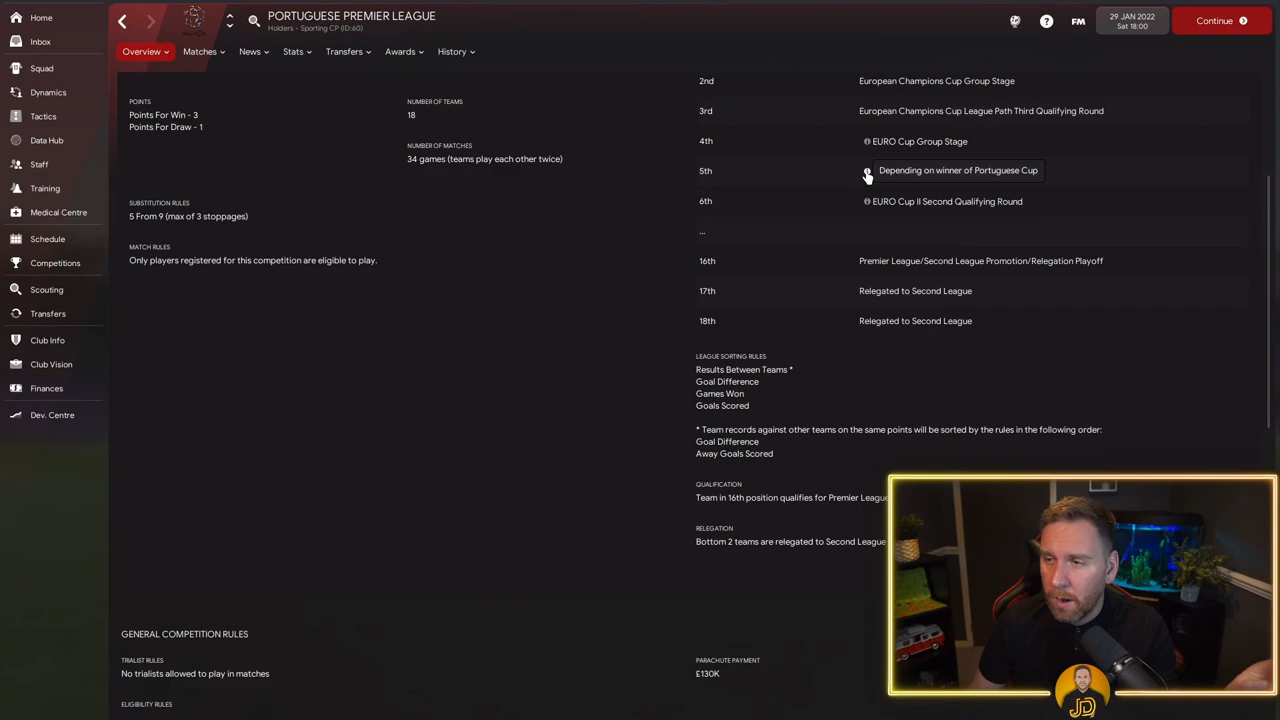 Home
Inbox
Squad
Dynamics
Tactics
Data Hub
Staff
Training
Medical Centre
Schedule
Competitions
Scouting
Transfers
Club Info
Club Vision
Finances
Dev. Centre
PORTUGUESE PREMIER LEAGUE
Holders - Sporting CP (ID:60)
FM
29 JAN 2022
Sat 18:00
Continue
Overview
Matches
News
Stats
Transfers
Awards
History
POINTS
Points For Win - 3
Points For Draw - 1
NUMBER OF TEAMS
18
NUMBER OF MATCHES
34 games (teams play each other twice)
SUBSTITUTION RULES
5 From 9 (max of 3 stoppages)
MATCH RULES
Only players registered for this competition are eligible to play.
2nd European Champions Cup Group Stage
3rd European Champions Cup League Path Third Qualifying Round
4th EURO Cup Group Stage
5th Depending on winner of Portuguese Cup
6th EURO Cup II Second Qualifying Round
...
16th Premier League/Second League Promotion/Relegation Playoff
17th Relegated to Second League
18th Relegated to Second League
LEAGUE SORTING RULES
Results Between Teams *
Goal Difference
Games Won
Goals Scored
* Team records against other teams on the same points will be sorted by the rules in the following order:
Goal Difference
Away Goals Scored
QUALIFICATION
Team in 16th position qualifies for Premier League
RELEGATION
Bottom 2 teams are relegated to Second League
GENERAL COMPETITION RULES
TRIALIST RULES
No trialists allowed to play in matches
PARACHUTE PAYMENT
£130K
ELIGIBILITY RULES
JD